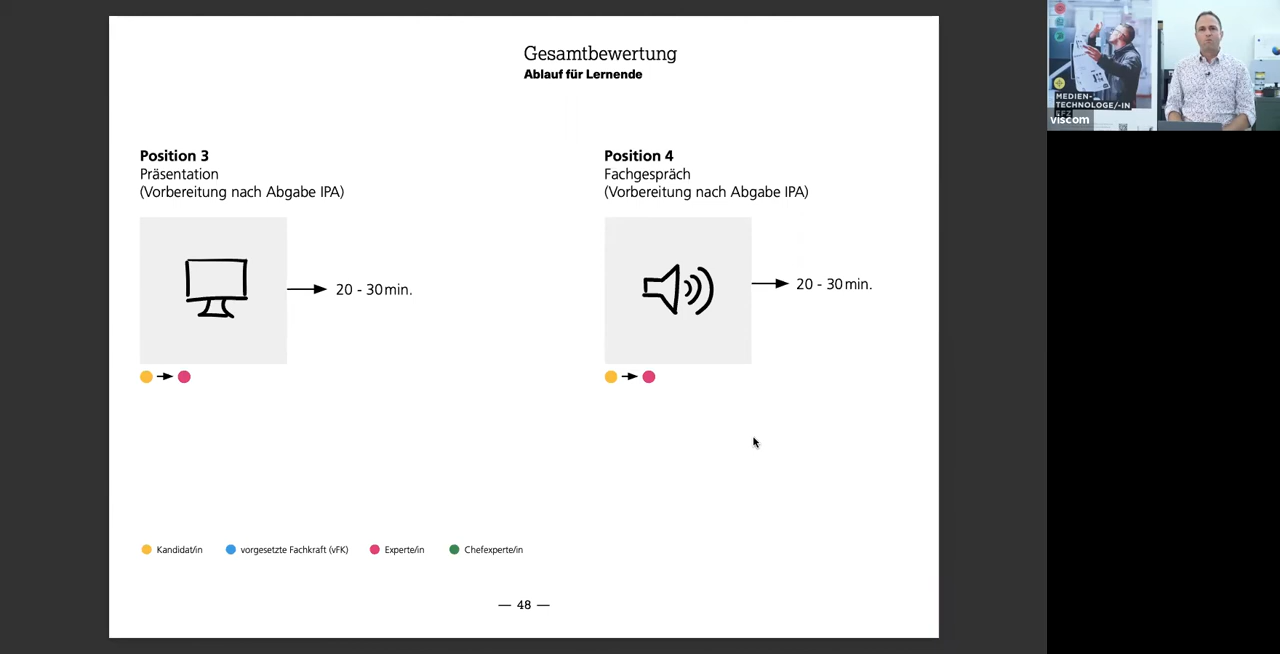 Gesamtbewertung
Ablauf für Lernende
Position 3
Präsentation
(Vorbereitung nach Abgabe IPA)
20 - 30 min.
Position 4
Fachgespräch
(Vorbereitung nach Abgabe IPA)
20 - 30 min.
Kandidat/in
vorgesetzte Fachkraft (vFK)
Experte/in
Chefexperte/in
— 48 —
MEDIEN-
TECHNOLOGE/-IN
EFZ
viscom